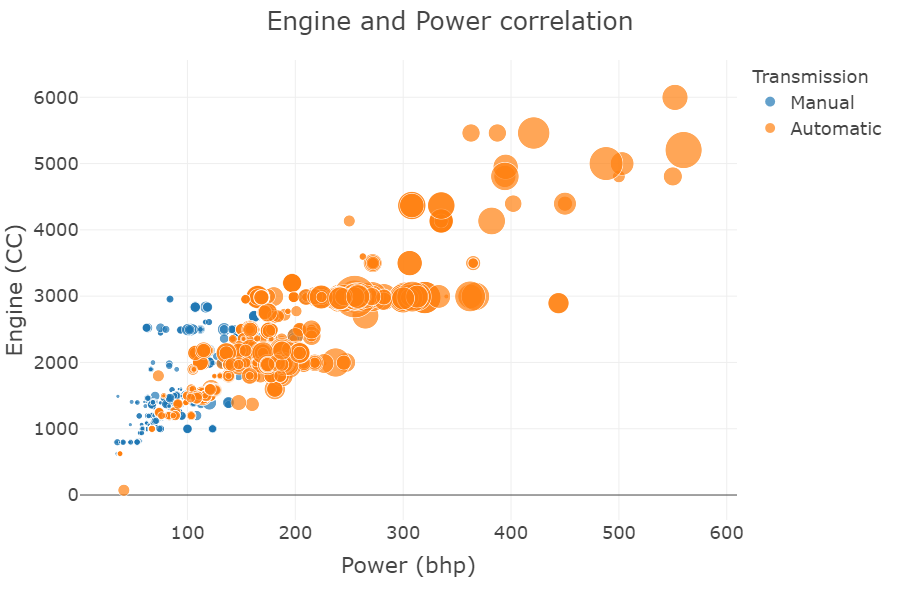 Engine and Power correlation
Transmission
Manual
Automatic
Engine (CC)
6000
5000
4000
3000
2000
1000
0
100 200 300 400 500 600
Power (bhp)